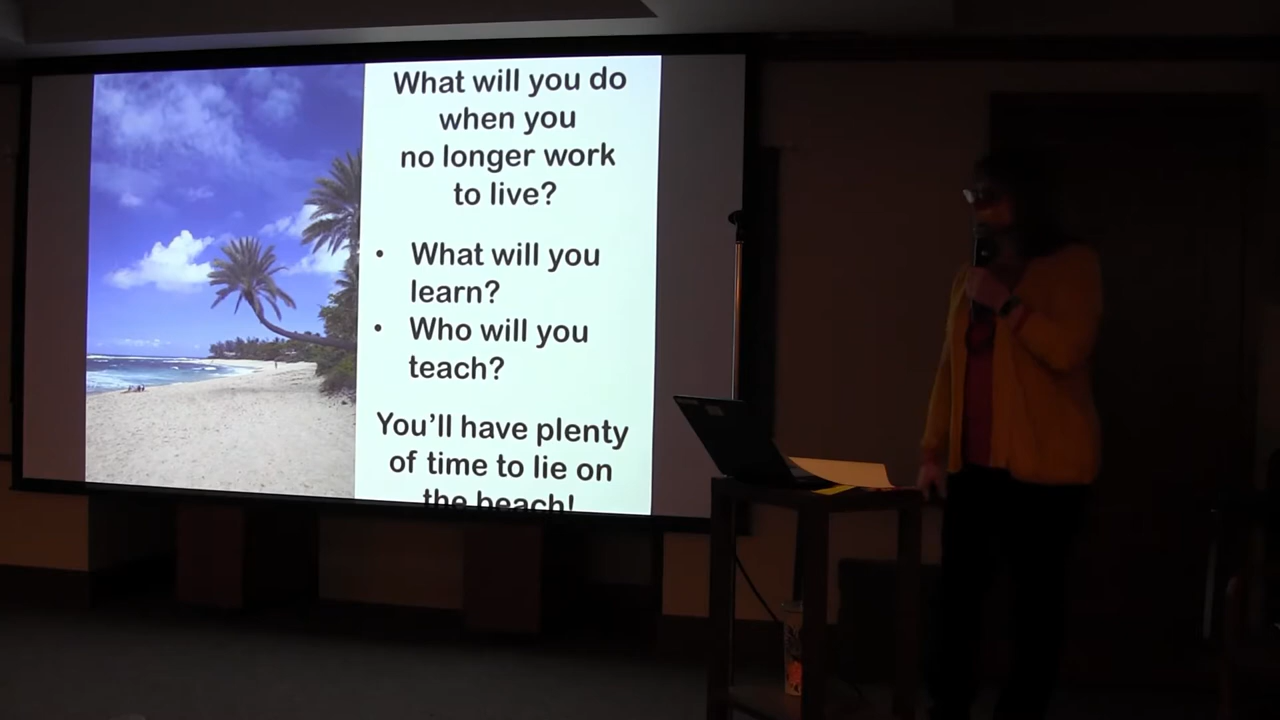 What will you do
when you
no longer work
to live?
• What will you
learn?
• Who will you
teach?
You'll have plenty
of time to lie on
the beach!